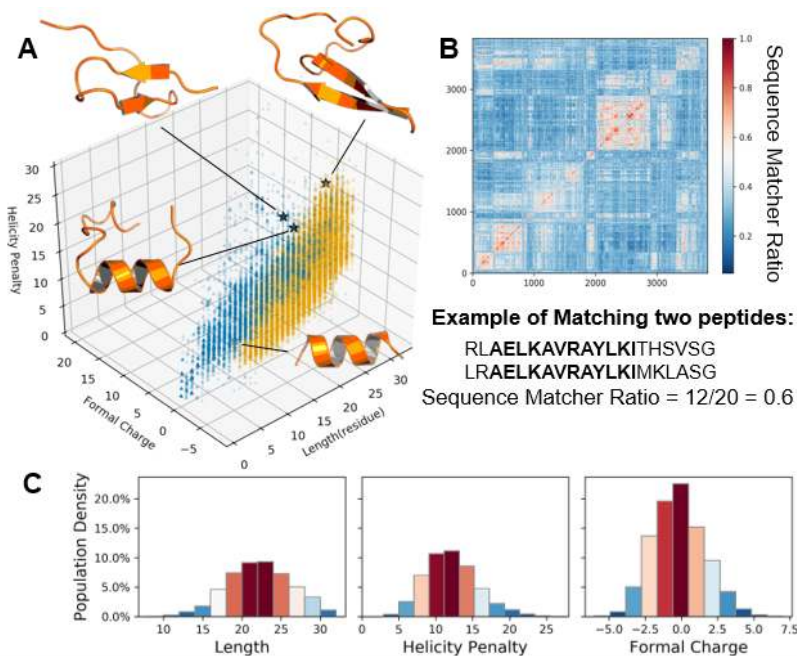 A
30
25
20
15
10
5
0
Helicity Penalty
20
15
10
5
0
−5
Formal Charge
0
5
10
15
20
25
30
Length(residue)
B
3000
2000
1000
0
0
1000
2000
3000
1.0
0.8
0.6
0.4
0.2
Sequence Matcher Ratio
Example of Matching two peptides:
RLAELKAVRAYLKITHSVSG
LRAELKAVRAYLKIMKLASG
Sequence Matcher Ratio = 12/20 = 0.6
C
Population Density
20.0%
15.0%
10.0%
5.0%
0.0%
10 15 20 25 30
Length
0 5 10 15 20 25
Helicity Penalty
−5.0 −2.5 0.0 2.5 5.0 7.5
Formal Charge